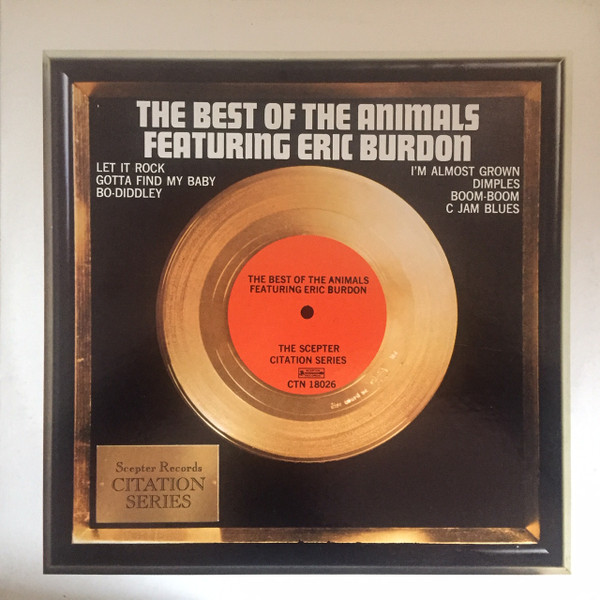 THE BEST OF THE ANIMALS
FEATURING ERIC BURDON
LET IT ROCK
GOTTA FIND MY BABY
BO-DIDDLEY
I'M ALMOST GROWN
DIMPLES
BOOM-BOOM
C JAM BLUES
THE BEST OF THE ANIMALS
FEATURING ERIC BURDON
THE SCEPTER
CITATION SERIES
CTN 18026
Scepter Records
CITATION
SERIES